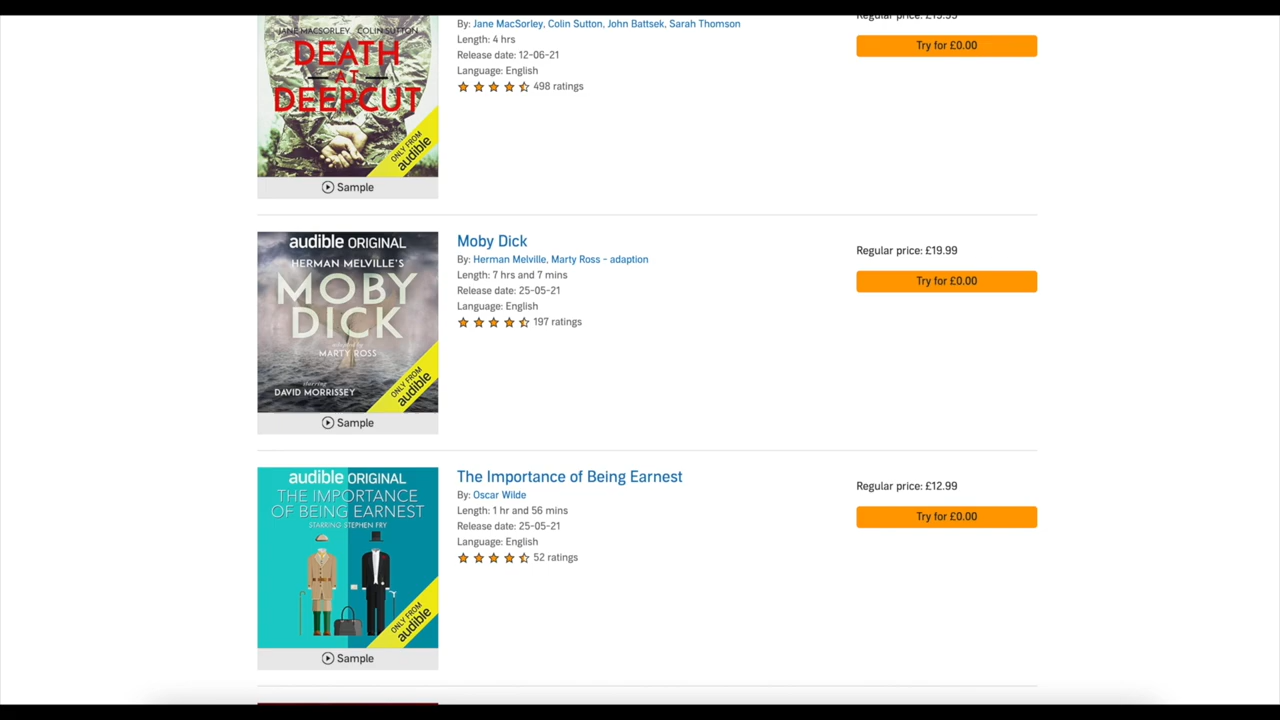 JANE MACSORLEY COLIN SUTTON
DEATH
AT
DEEPCUT
ONLY FROM
audible
Sample
By: Jane MacSorley, Colin Sutton, John Battsek, Sarah Thomson
Length: 4 hrs
Release date: 12-06-21
Language: English
498 ratings
Regular price: £19.99
Try for £0.00
audible ORIGINAL
HERMAN MELVILLE'S
MOBY
DICK
adapted by
MARTY ROSS
starring
DAVID MORRISSEY
ONLY FROM
audible
Sample
Moby Dick
By: Herman Melville, Marty Ross - adaption
Length: 7 hrs and 7 mins
Release date: 25-05-21
Language: English
197 ratings
Regular price: £19.99
Try for £0.00
audible ORIGINAL
THE IMPORTANCE
OF BEING EARNEST
STARRING STEPHEN FRY
ONLY FROM
audible
Sample
The Importance of Being Earnest
By: Oscar Wilde
Length: 1 hr and 56 mins
Release date: 25-05-21
Language: English
52 ratings
Regular price: £12.99
Try for £0.00